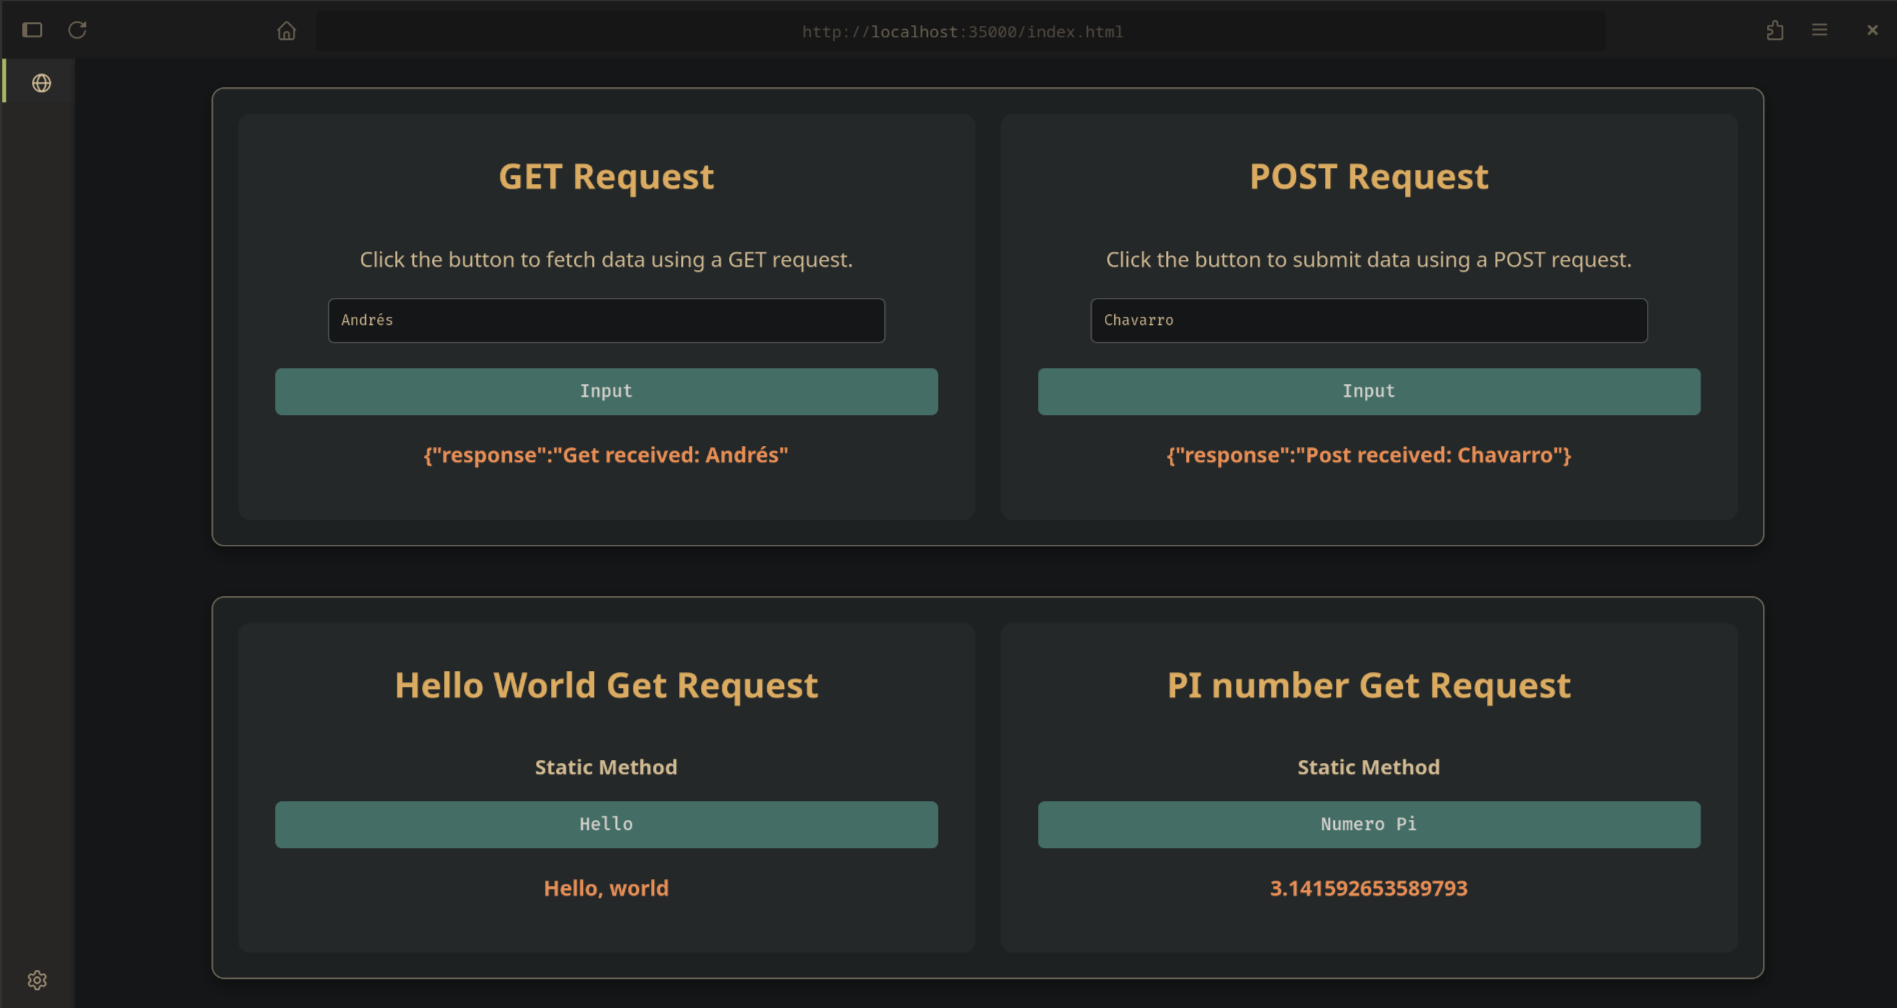 http://localhost:35000/index.html
GET Request
Click the button to fetch data using a GET request.
Andrés
Input
{"response":"Get received: Andrés"
POST Request
Click the button to submit data using a POST request.
Chavarro
Input
{"response":"Post received: Chavarro"}
Hello World Get Request
Static Method
Hello
Hello, world
PI number Get Request
Static Method
Numero Pi
3.141592653589793